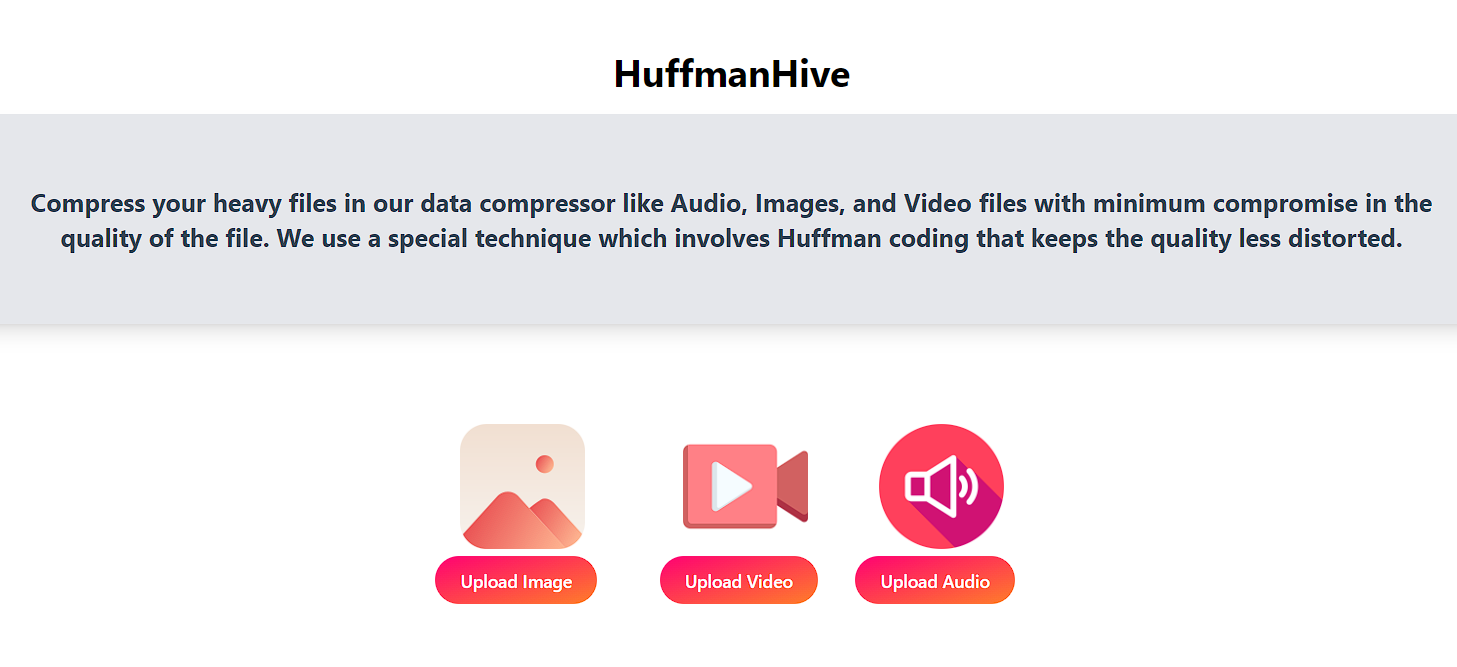 HuffmanHive
Compress your heavy files in our data compressor like Audio, Images, and Video files with minimum compromise in the
quality of the file. We use a special technique which involves Huffman coding that keeps the quality less distorted.
Upload Image
Upload Video
Upload Audio